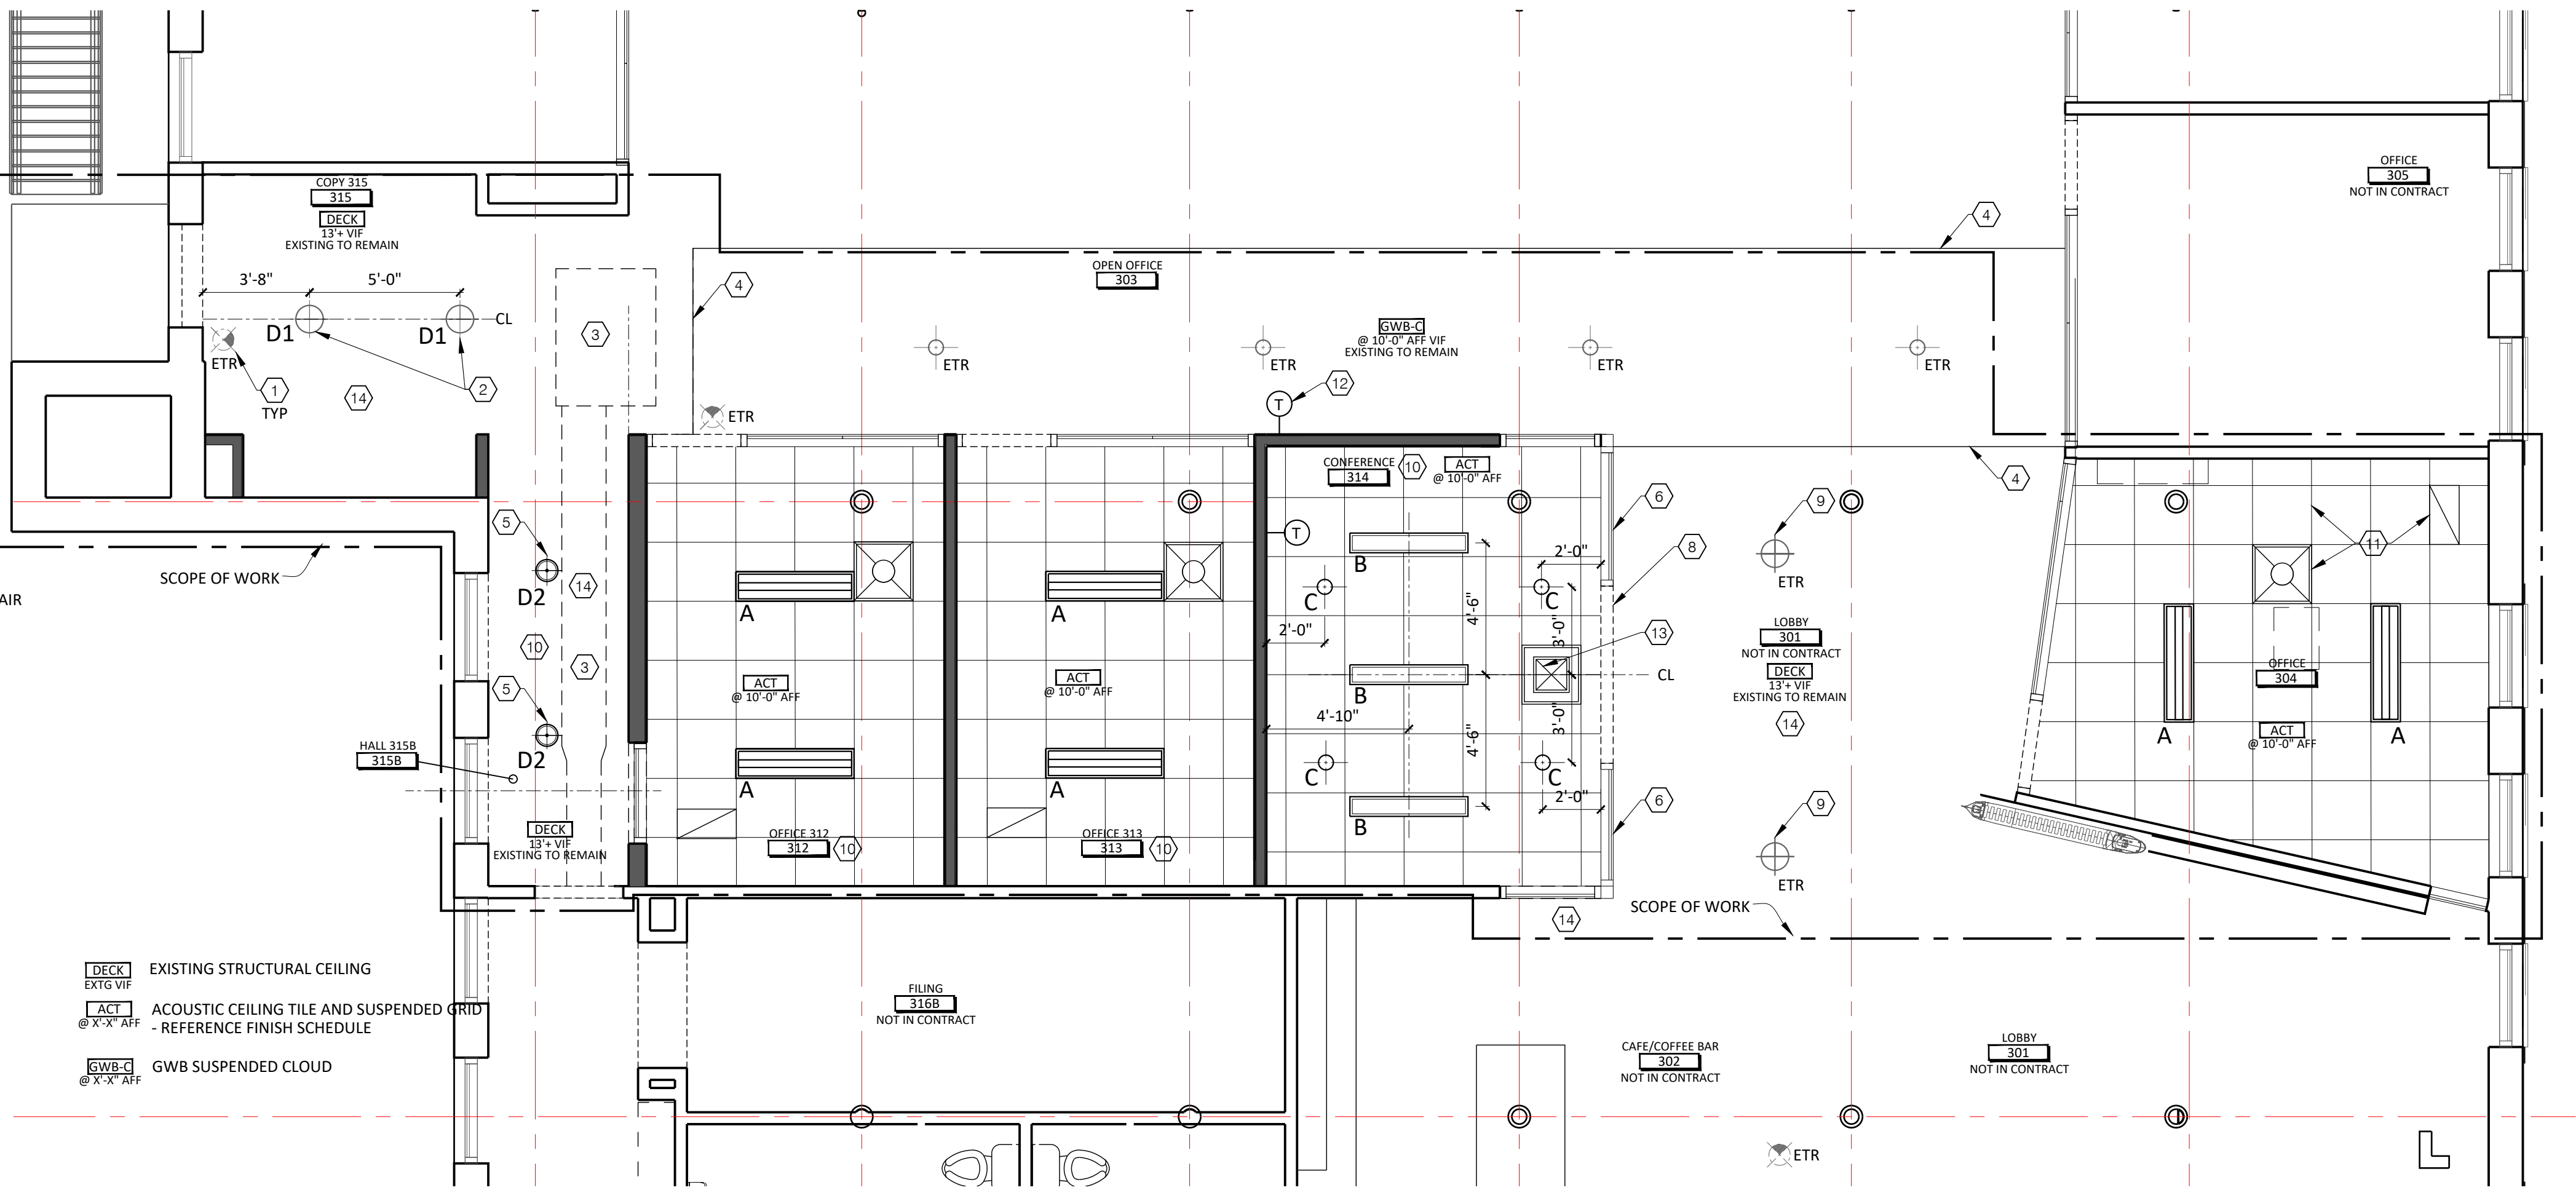 COPY 315
315
DECK
13'+ VIF
EXISTING TO REMAIN
3'-8"
5'-0"
D1
D1
CL
ETR
1
TYP
14
2
3
4
OPEN OFFICE
303
GWB-C
@ 10'-0" AFF VIF
EXISTING TO REMAIN
ETR
ETR
ETR
ETR
ETR
T
12
4
OFFICE
305
NOT IN CONTRACT
SCOPE OF WORK
AIR
5
D2
14
10
3
5
D2
HALL 315B
315B
DECK
13'+ VIF
EXISTING TO REMAIN
A
ACT
@ 10'-0" AFF
A
OFFICE 312
312
10
A
ACT
@ 10'-0" AFF
A
OFFICE 313
313
10
CONFERENCE
314
10
ACT
@ 10'-0" AFF
T
B
C
C
2'-0"
2'-0"
4'-6"
3'-0"
B
4'-10"
4'-6"
3'-0"
C
C
2'-0"
B
CL
6
8
13
6
14
9
ETR
LOBBY
301
NOT IN CONTRACT
DECK
13'+ VIF
EXISTING TO REMAIN
14
9
ETR
SCOPE OF WORK
4
11
OFFICE
304
ACT
@ 10'-0" AFF
A
A
DECK
EXTG VIF
EXISTING STRUCTURAL CEILING
ACT
@ X'-X" AFF
ACOUSTIC CEILING TILE AND SUSPENDED GRID
- REFERENCE FINISH SCHEDULE
GWB-C
@ X'-X" AFF
GWB SUSPENDED CLOUD
FILING
316B
NOT IN CONTRACT
CAFE/COFFEE BAR
302
NOT IN CONTRACT
LOBBY
301
NOT IN CONTRACT
ETR